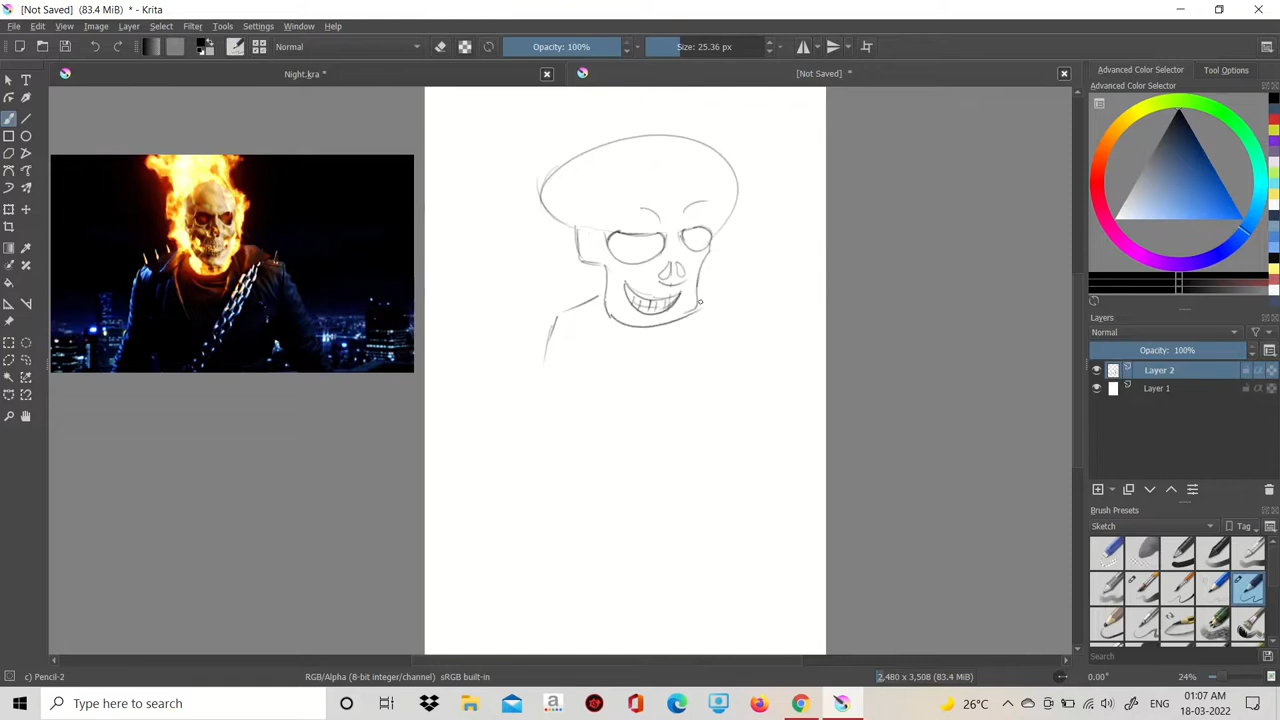 [Not Saved] (83.4 MiB) * - Krita
File Edit View Image Layer Select Filter Tools Settings Window Help
Normal
Opacity: 100%
Size: 25.36 px
Night.kra *
[Not Saved] *
Advanced Color Selector
Tool Options
Advanced Color Selector
Layers
Normal
Opacity: 100%
Layer 2
Layer 1
Brush Presets
Sketch
Tag
Search
c) Pencil-2
RGB/Alpha (8-bit integer/channel) sRGB built-in
2,480 x 3,508 (83.4 MiB)
0.00°
24%
Type here to search
26°C
ENG
01:07 AM
18-03-2022